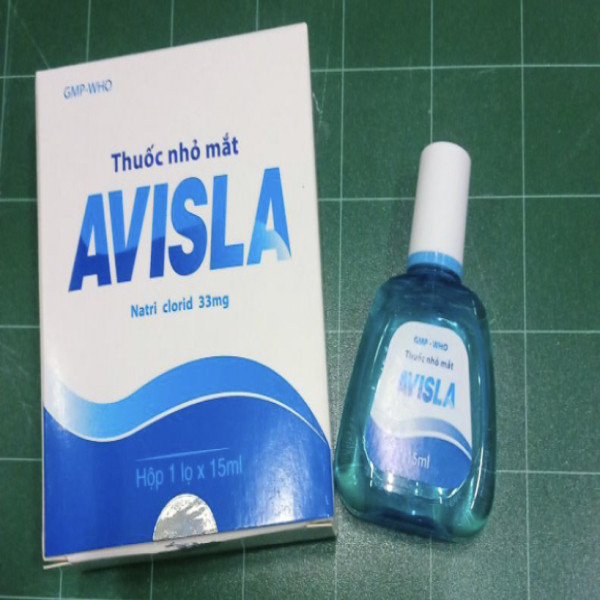 GMP-WHO
Thuốc nhỏ mắt
AVISLA
Natri clorid 33mg
Hộp 1 lọ x 15ml
GMP - WHO
Thuốc nhỏ mắt
AVISLA
15ml